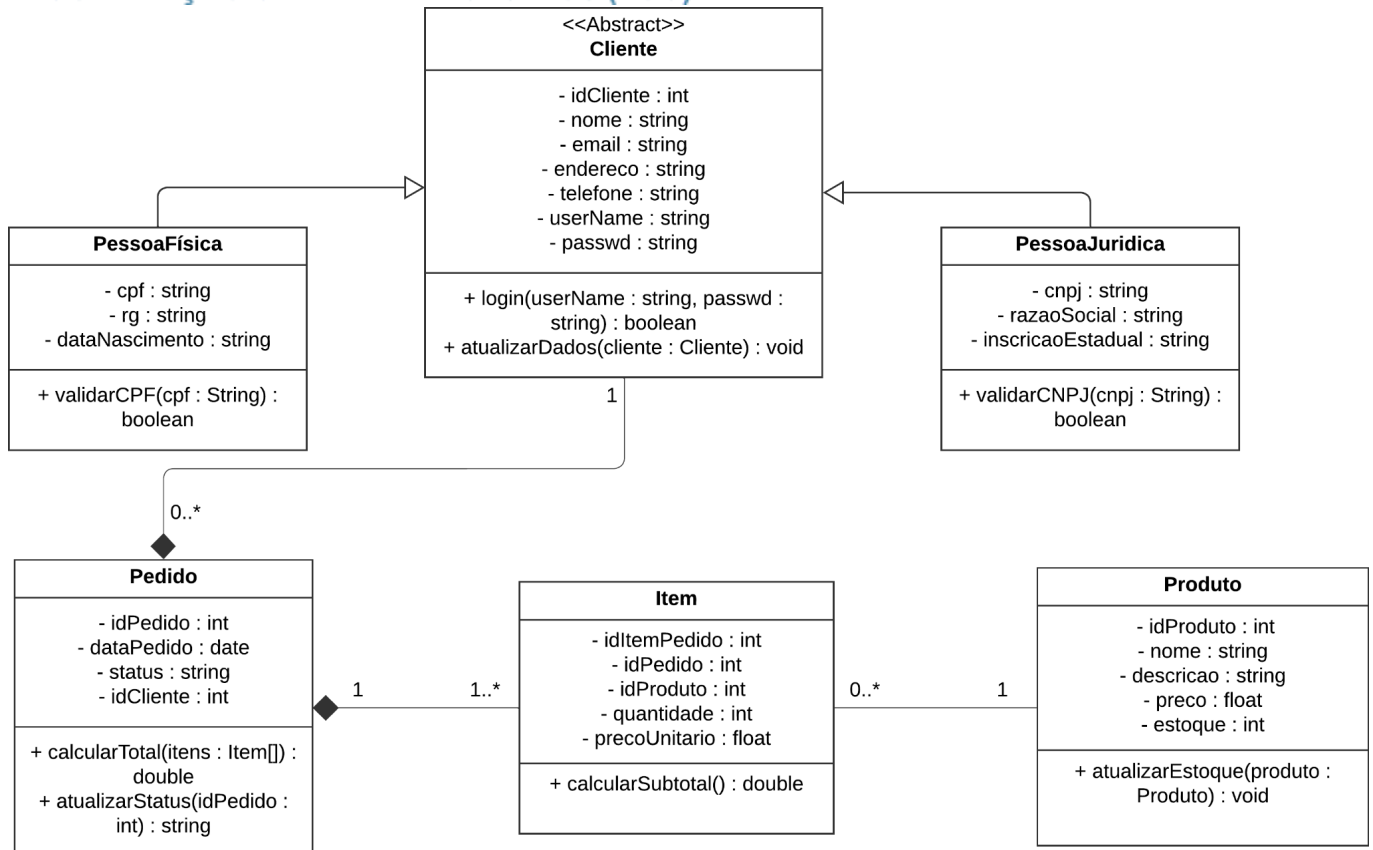 <<Abstract>>
Cliente
- idCliente : int
- nome : string
- email : string
- endereco : string
- telefone : string
- userName : string
- passwd : string
+ login(userName : string, passwd :
string) : boolean
+ atualizarDados(cliente : Cliente) : void
PessoaFísica
- cpf : string
- rg : string
- dataNascimento : string
+ validarCPF(cpf : String) :
boolean
PessoaJuridica
- cnpj : string
- razaoSocial : string
- inscricaoEstadual : string
+ validarCNPJ(cnpj : String) :
boolean
1
0..*
Pedido
- idPedido : int
- dataPedido : date
- status : string
- idCliente : int
+ calcularTotal(itens : Item[]) :
double
+ atualizarStatus(idPedido :
int) : string
1
1..*
Item
- idItemPedido : int
- idPedido : int
- idProduto : int
- quantidade : int
- precoUnitario : float
+ calcularSubtotal() : double
0..*
1
Produto
- idProduto : int
- nome : string
- descricao : string
- preco : float
- estoque : int
+ atualizarEstoque(produto :
Produto) : void